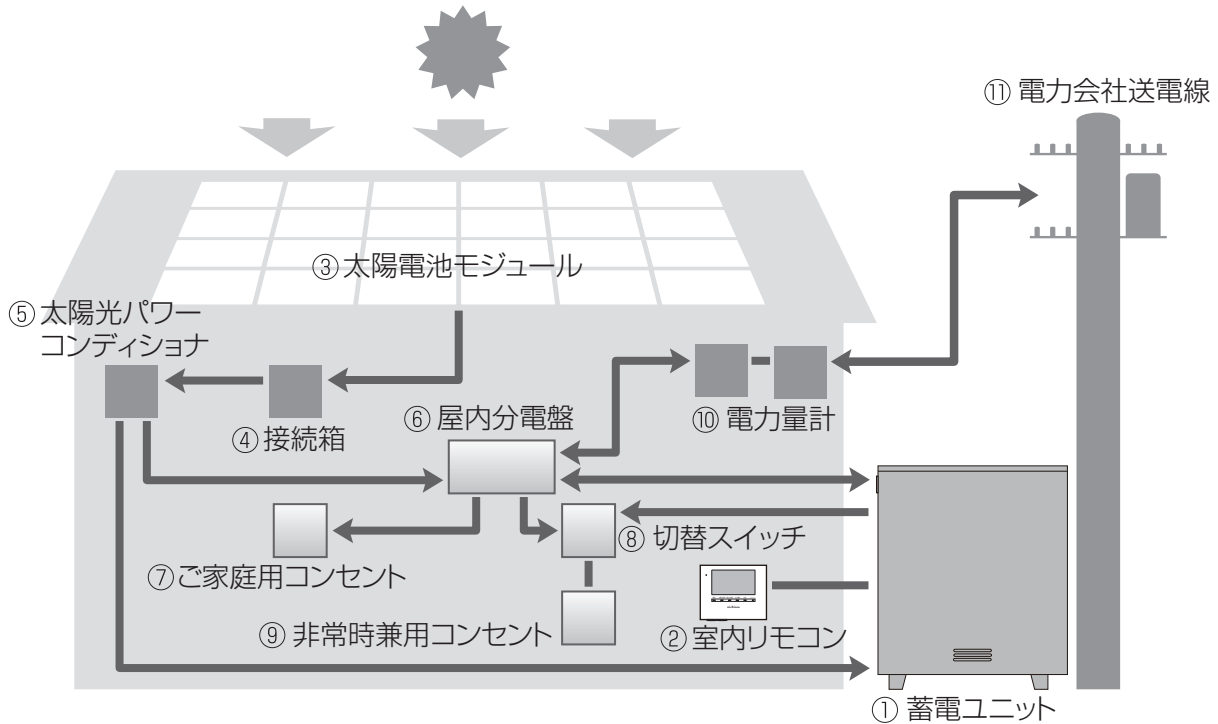 ⑪ 電力会社送電線
③ 太陽電池モジュール
⑤ 太陽光パワー
コンディショナ
④ 接続箱
⑥ 屋内分電盤
⑩ 電力量計
⑧ 切替スイッチ
⑦ ご家庭用コンセント
⑨ 非常時兼用コンセント
② 室内リモコン
① 蓄電ユニット